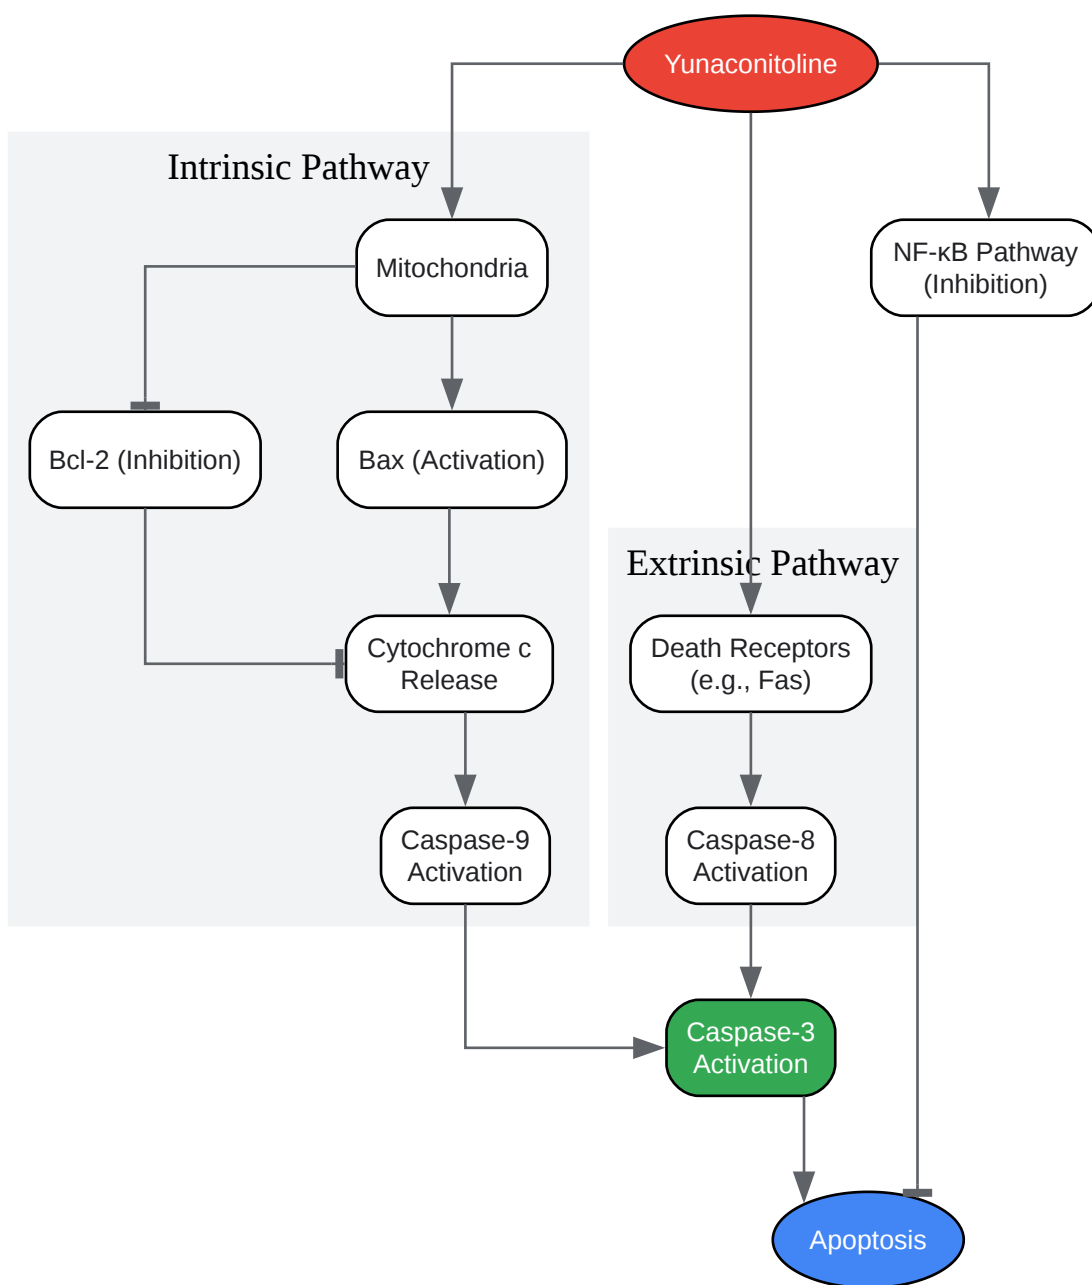 Yunaconitoline
Intrinsic Pathway
Mitochondria
NF-κB Pathway
(Inhibition)
Bcl-2 (Inhibition)
Bax (Activation)
Extrinsic Pathway
Cytochrome c
Release
Death Receptors
(e.g., Fas)
Caspase-9
Activation
Caspase-8
Activation
Caspase-3
Activation
Apoptosis